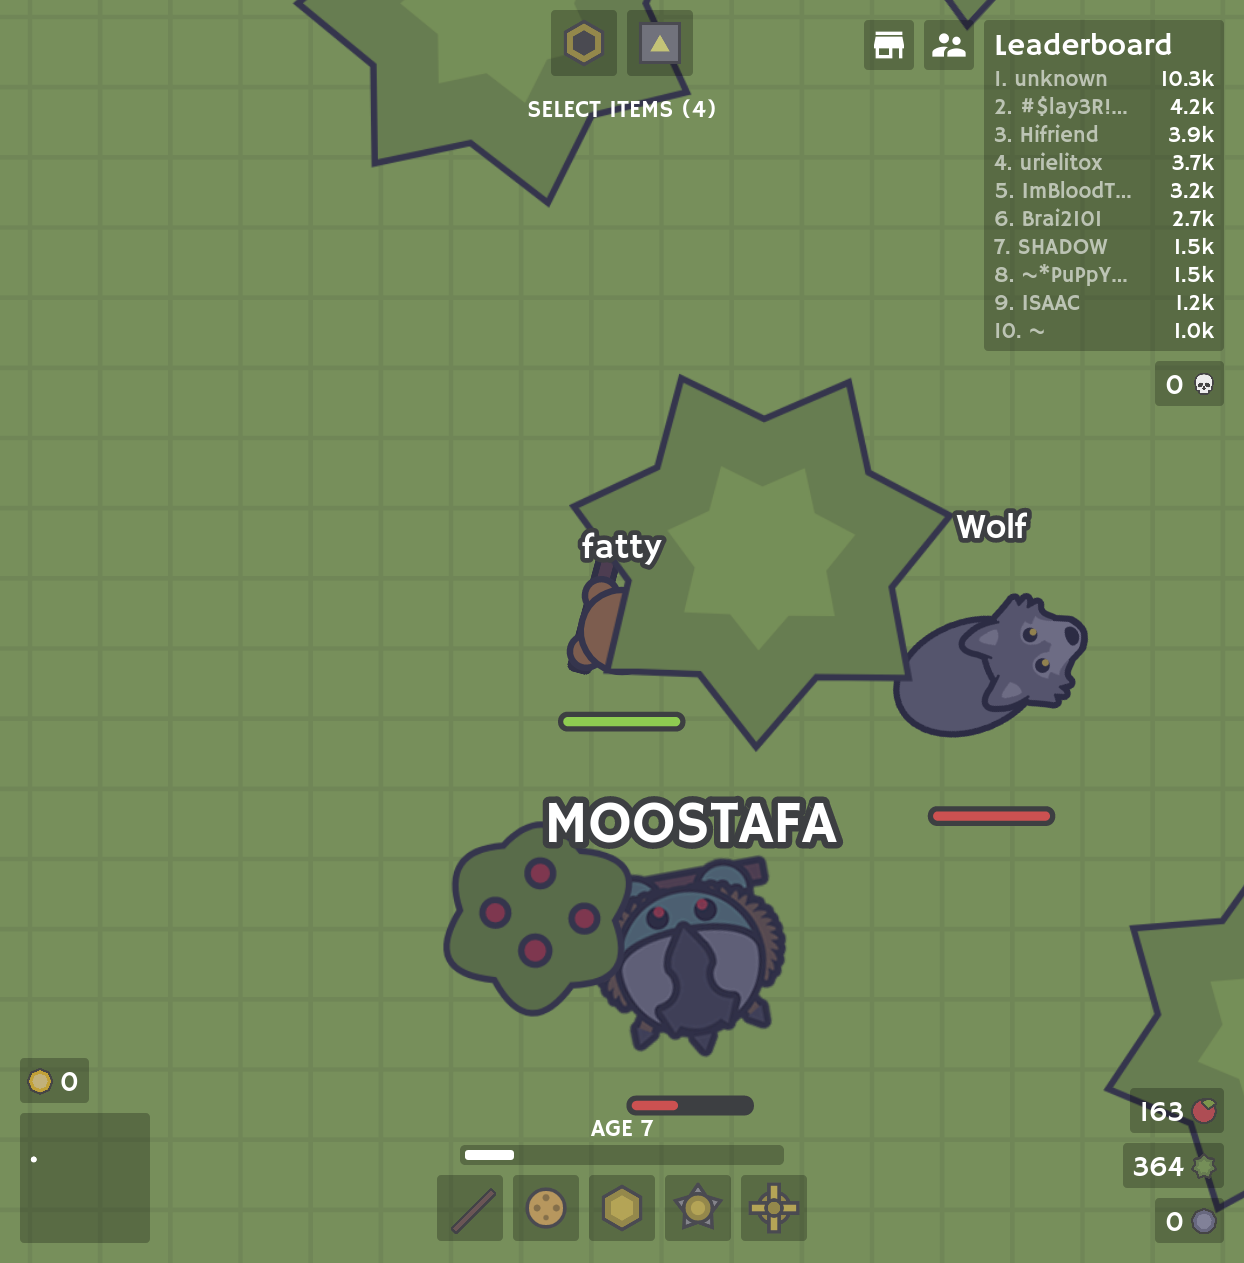 SELECT ITEMS (4)
Leaderboard
1. unknown 10.3k
2. #$lay3R!... 4.2k
3. Hifriend 3.9k
4. urielitox 3.7k
5. ImBloodT... 3.2k
6. Brai2101 2.7k
7. SHADOW 1.5k
8. ~*PuPpY... 1.5k
9. ISAAC 1.2k
10. ~ 1.0k
0
fatty
Wolf
MOOSTAFA
0
AGE 7
163
364
0